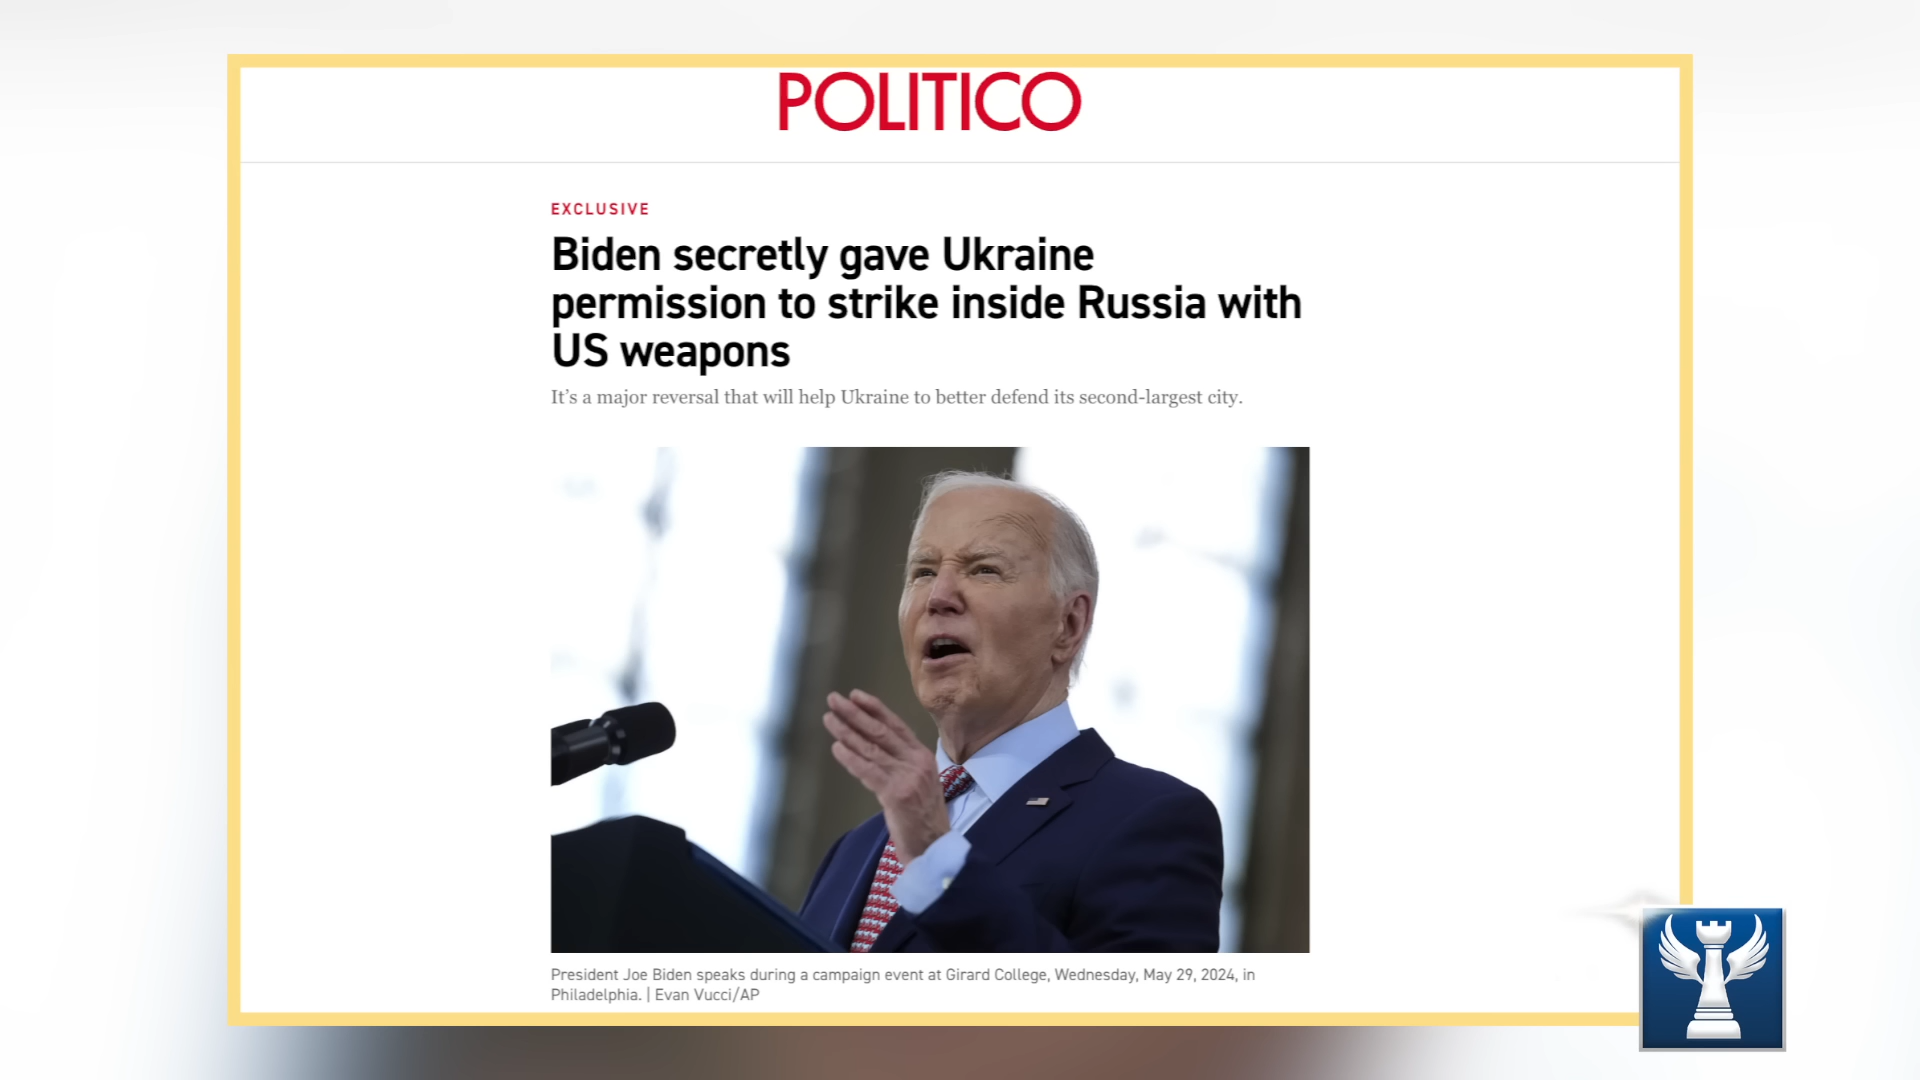 POLITICO
EXCLUSIVE
Biden secretly gave Ukraine
permission to strike inside Russia with
US weapons
It's a major reversal that will help Ukraine to better defend its second-largest city.
President Joe Biden speaks during a campaign event at Girard College, Wednesday, May 29, 2024, in
Philadelphia. | Evan Vucci/AP